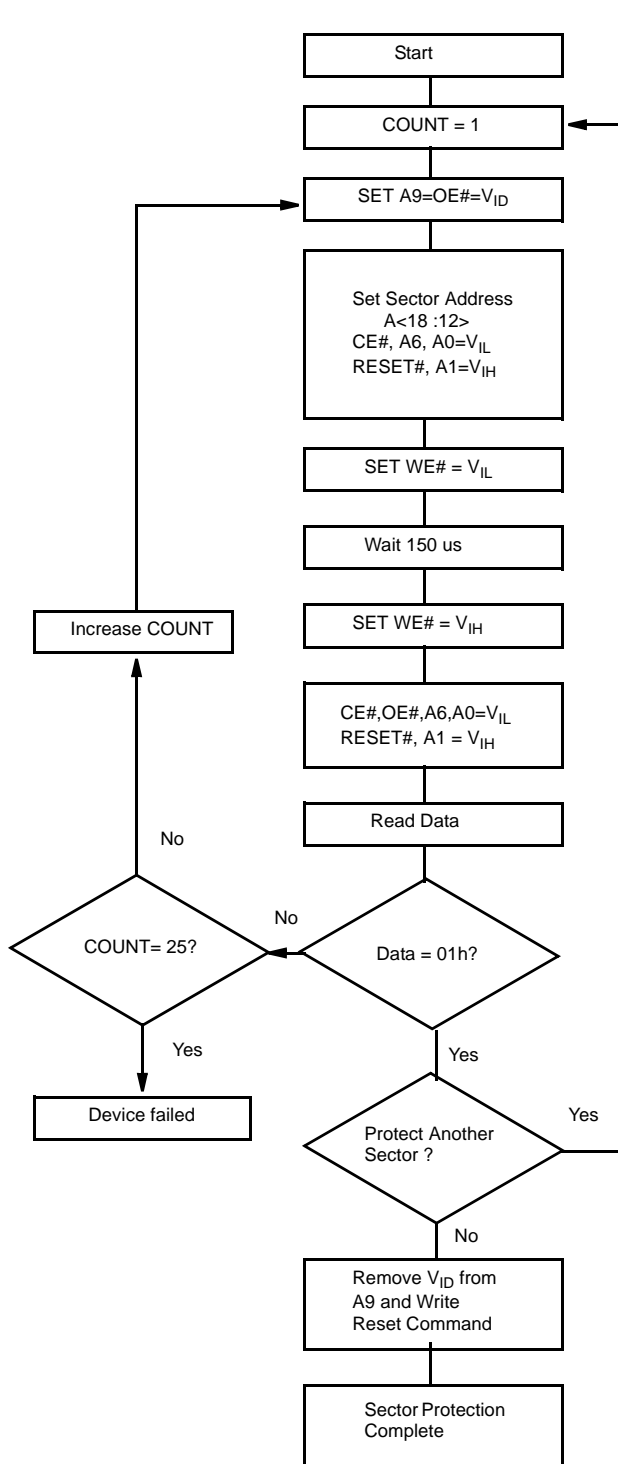 Start
COUNT = 1
SET A9=OE#=VID
Set Sector Address
A<18 :12>
CE#, A6, A0=VIL
RESET#, A1=VIH
SET WE# = VIL
Wait 150 us
SET WE# = VIH
Increase COUNT
CE#,OE#,A6,A0=VIL
RESET#, A1 = VIH
Read Data
No
No
COUNT= 25?
Data = 01h?
Yes
Yes
Device failed
Protect Another
Sector ?
Yes
No
Remove VID from
A9 and Write
Reset Command
Sector Protection
Complete